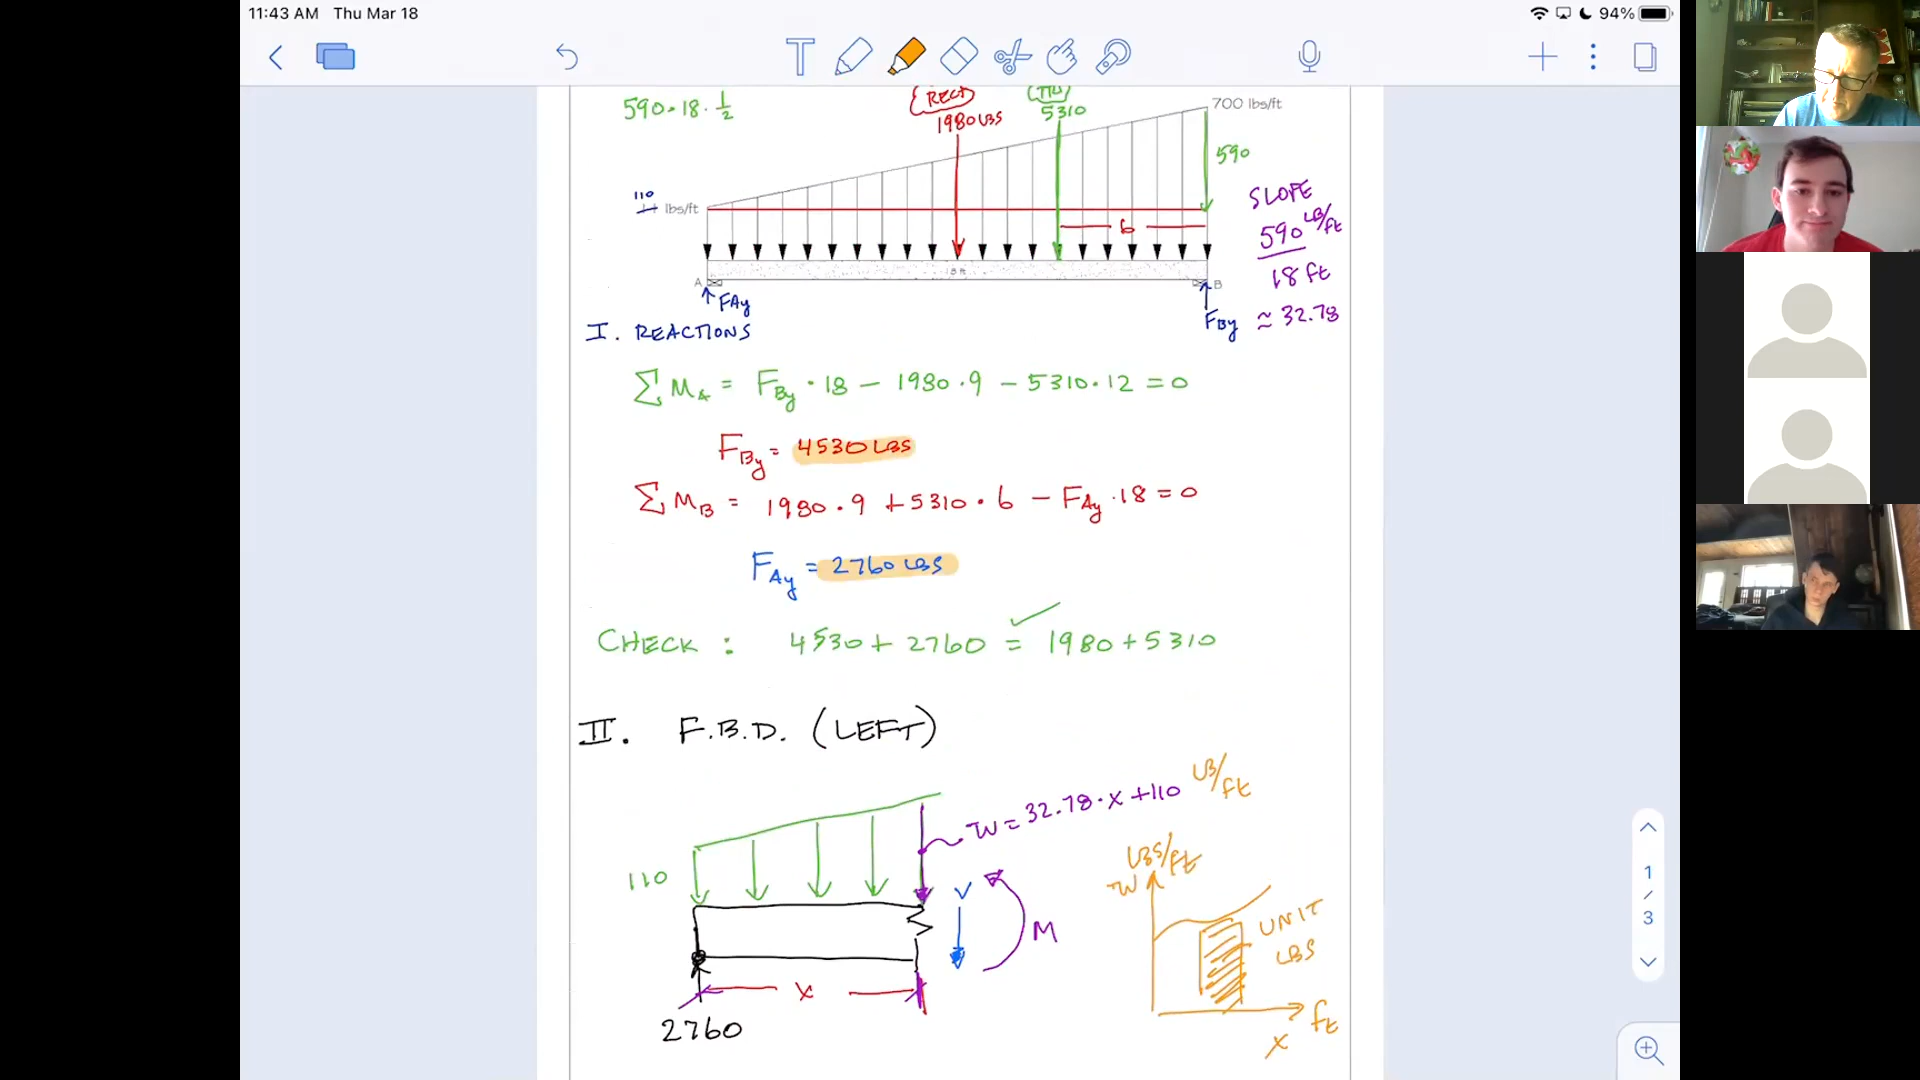 11:43 AM Thu Mar 18
94%
590 · 18 · 1/2
RECT
1980 LBS
5310
700 lbs/ft
590
110
lbs/ft
6
SLOPE
590 LB/ft
18 ft
≈ 32.78
A
B
FAy
FBy
I. REACTIONS
∑ MA = FBy · 18 − 1980 · 9 − 5310 · 12 = 0
FBy = 4530 LBS
∑ MB = 1980 · 9 + 5310 · 6 − FAy · 18 = 0
FAy = 2760 LBS
CHECK : 4530 + 2760 = 1980 + 5310
II. F.B.D. (LEFT)
W = 32.78 · x + 110 LB/ft
110
V
M
x
2760
LBS/ft
W
UNIT
LBS
ft
x
1
/
3